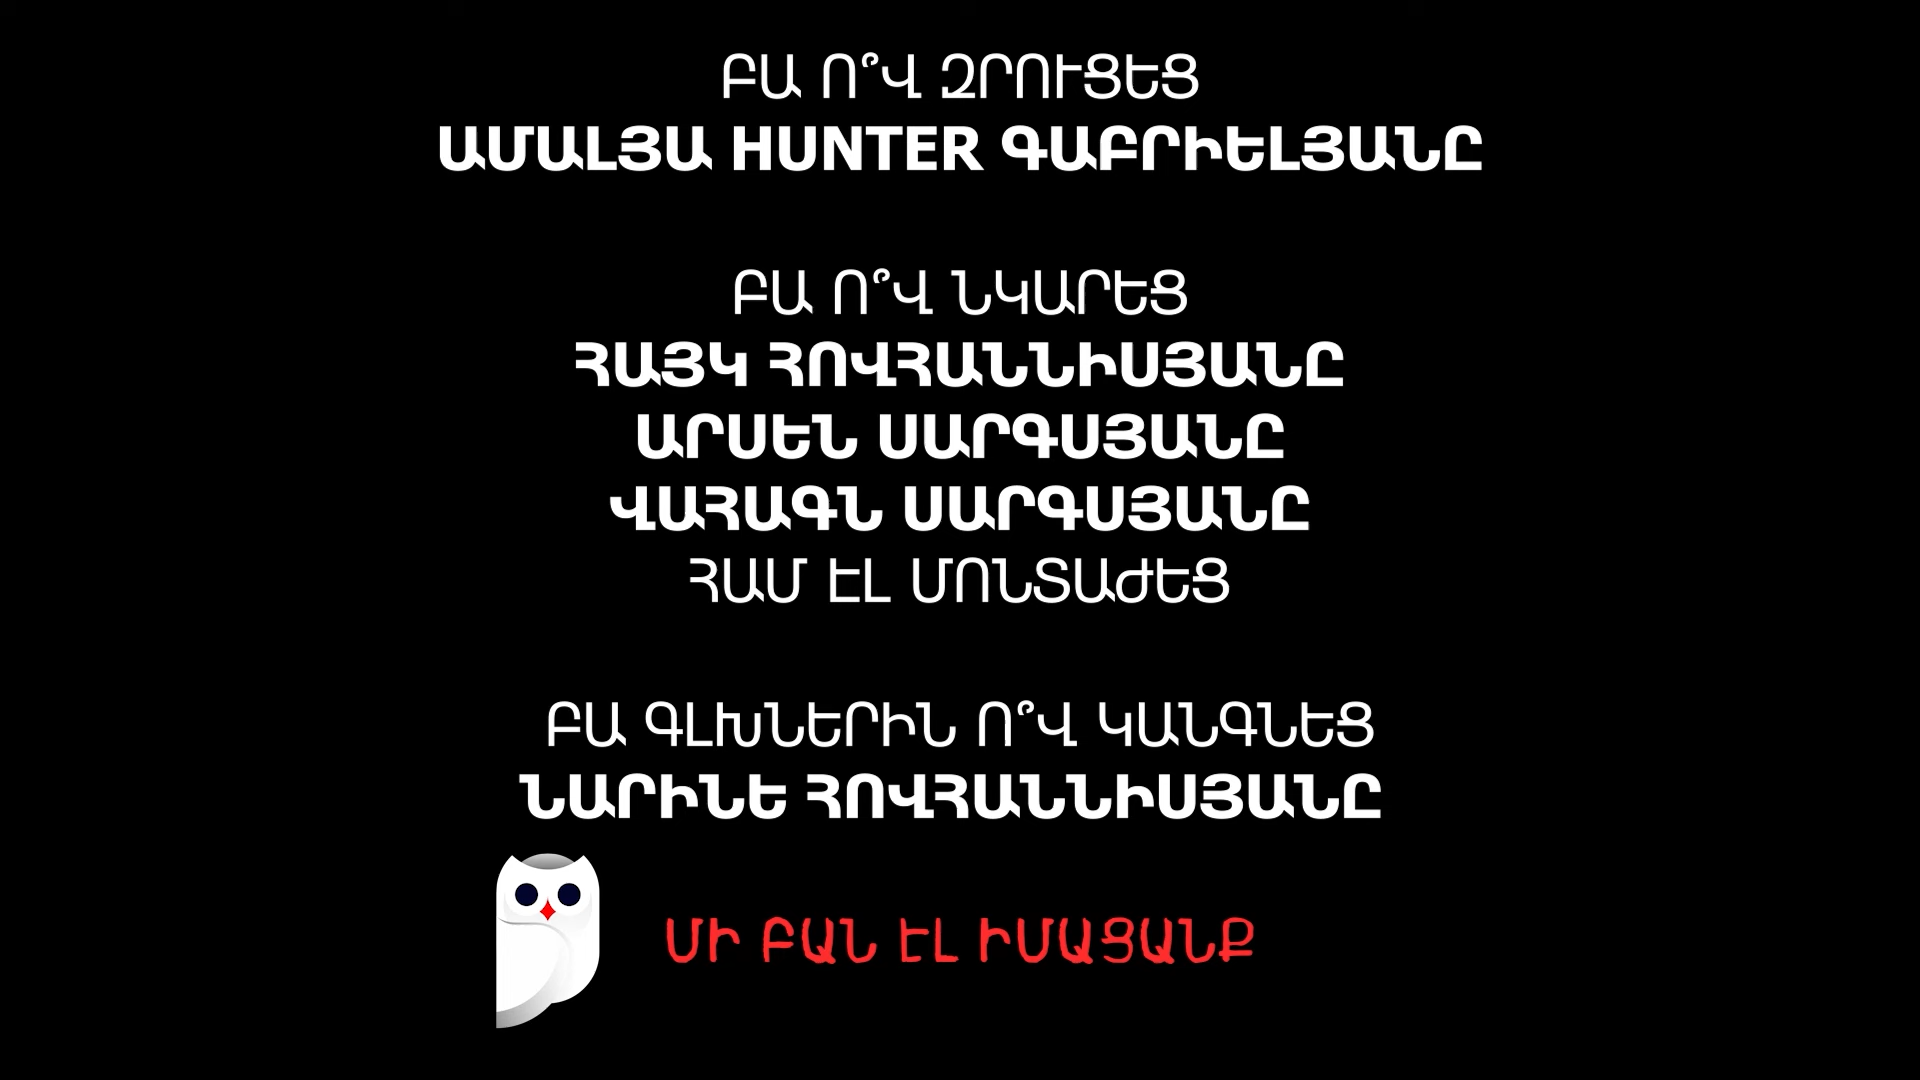 ԲԱ Ո՞Վ ԶՐՈՒՑԵՑ
ԱՄԱԼՅԱ HUNTER ԳԱԲՐԻԵԼՅԱՆԸ
ԲԱ Ո՞Վ ՆԿԱՐԵՑ
ՀԱՅԿ ՀՈՎՀԱՆՆԻՍՅԱՆԸ
ԱՐՍԵՆ ՍԱՐԳՍՅԱՆԸ
ՎԱՀԱԳՆ ՍԱՐԳՍՅԱՆԸ
ՀԱՄ ԷԼ ՄՈՆՏԱԺԵՑ
ԲԱ ԳԼԽՆԵՐԻՆ Ո՞Վ ԿԱՆԳՆԵՑ
ՆԱՐԻՆԵ ՀՈՎՀԱՆՆԻՍՅԱՆԸ
ՄԻ ԲԱՆ ԷԼ ԻՄԱՑԱՆՔ